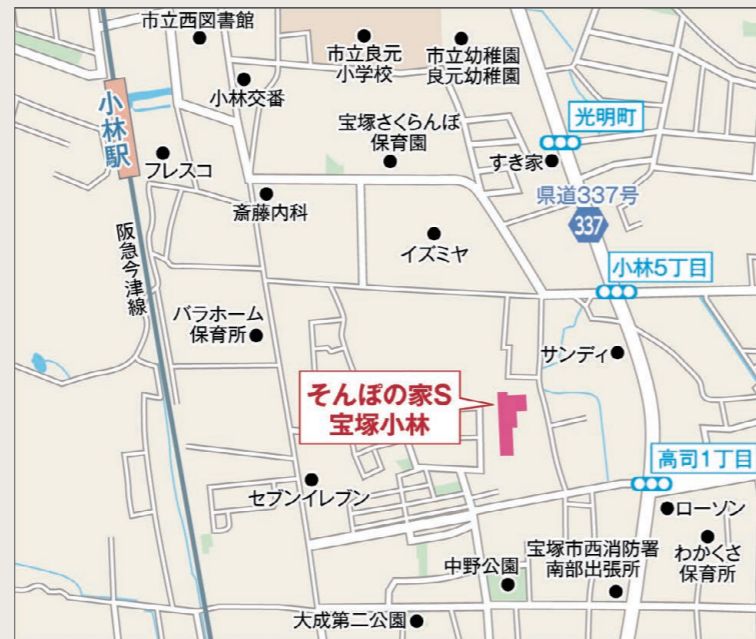 市立西図書館
市立良元
小学校
市立幼稚園
良元幼稚園
小林交番
小林駅
光明町
宝塚さくらんぼ
保育園
すき家
フレスコ
県道337号
337
斎藤内科
イズミヤ
阪急今津線
小林5丁目
バラホーム
保育所
サンディ
そんぽの家S
宝塚小林
高司1丁目
セブンイレブン
ローソン
わかくさ
保育所
宝塚市西消防署
南部出張所
中野公園
大成第二公園